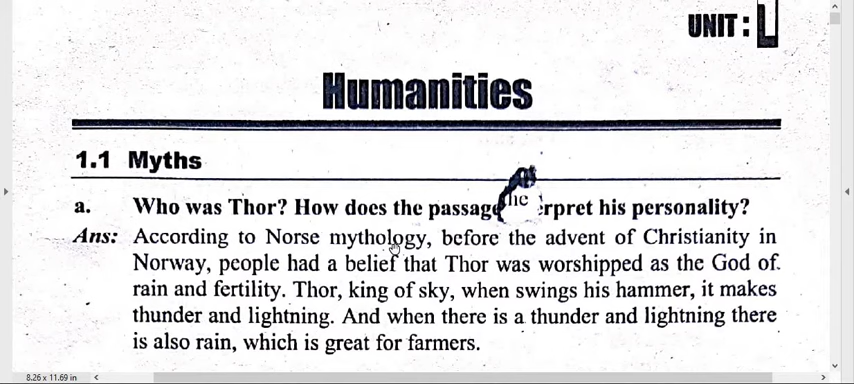 UNIT :
Humanities
1.1 Myths
a. Who was Thor? How does the passage erpret his personality?
he
Ans: According to Norse mythology, before the advent of Christianity in
Norway, people had a belief that Thor was worshipped as the God of
rain and fertility. Thor, king of sky, when swings his hammer, it makes
thunder and lightning. And when there is a thunder and lightning there
is also rain, which is great for farmers.
8.26 x 11.69 in